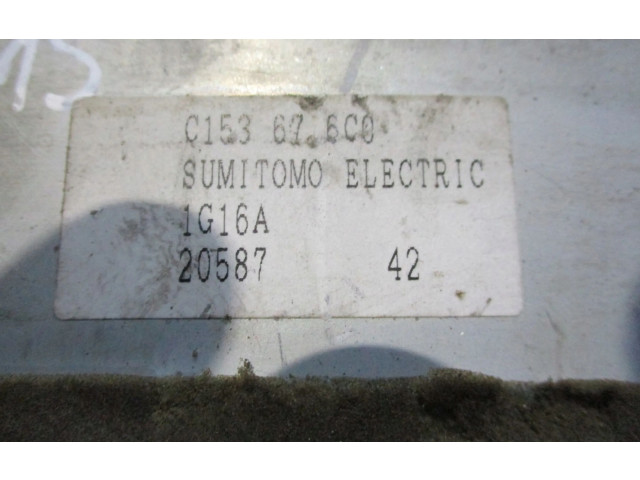 C153 67 6C0
SUMITOMO ELECTRIC
1G16A
20587 42